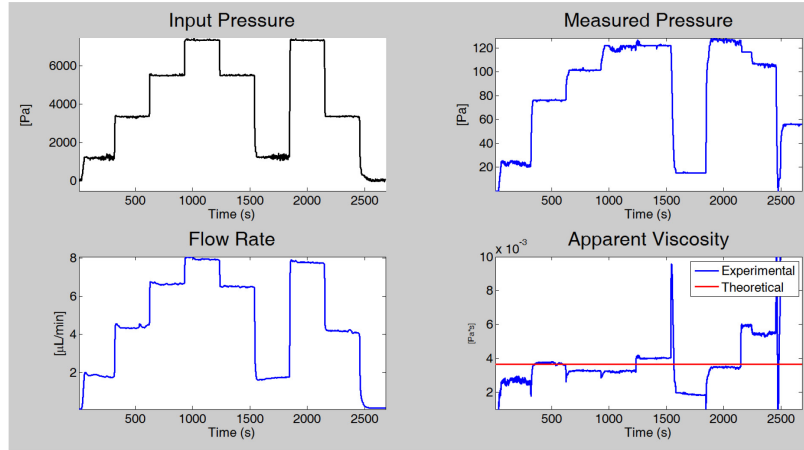 Input Pressure
[Pa]
6000
4000
2000
0
500
1000
1500
2000
2500
Time (s)
Measured Pressure
[Pa]
120
100
80
60
40
20
500
1000
1500
2000
2500
Time (s)
Flow Rate
[µL/min]
8
6
4
2
500
1000
1500
2000
2500
Time (s)
Apparent Viscosity
x 10⁻³
[Pa*s]
10
8
6
4
2
Experimental
Theoretical
500
1000
1500
2000
2500
Time (s)